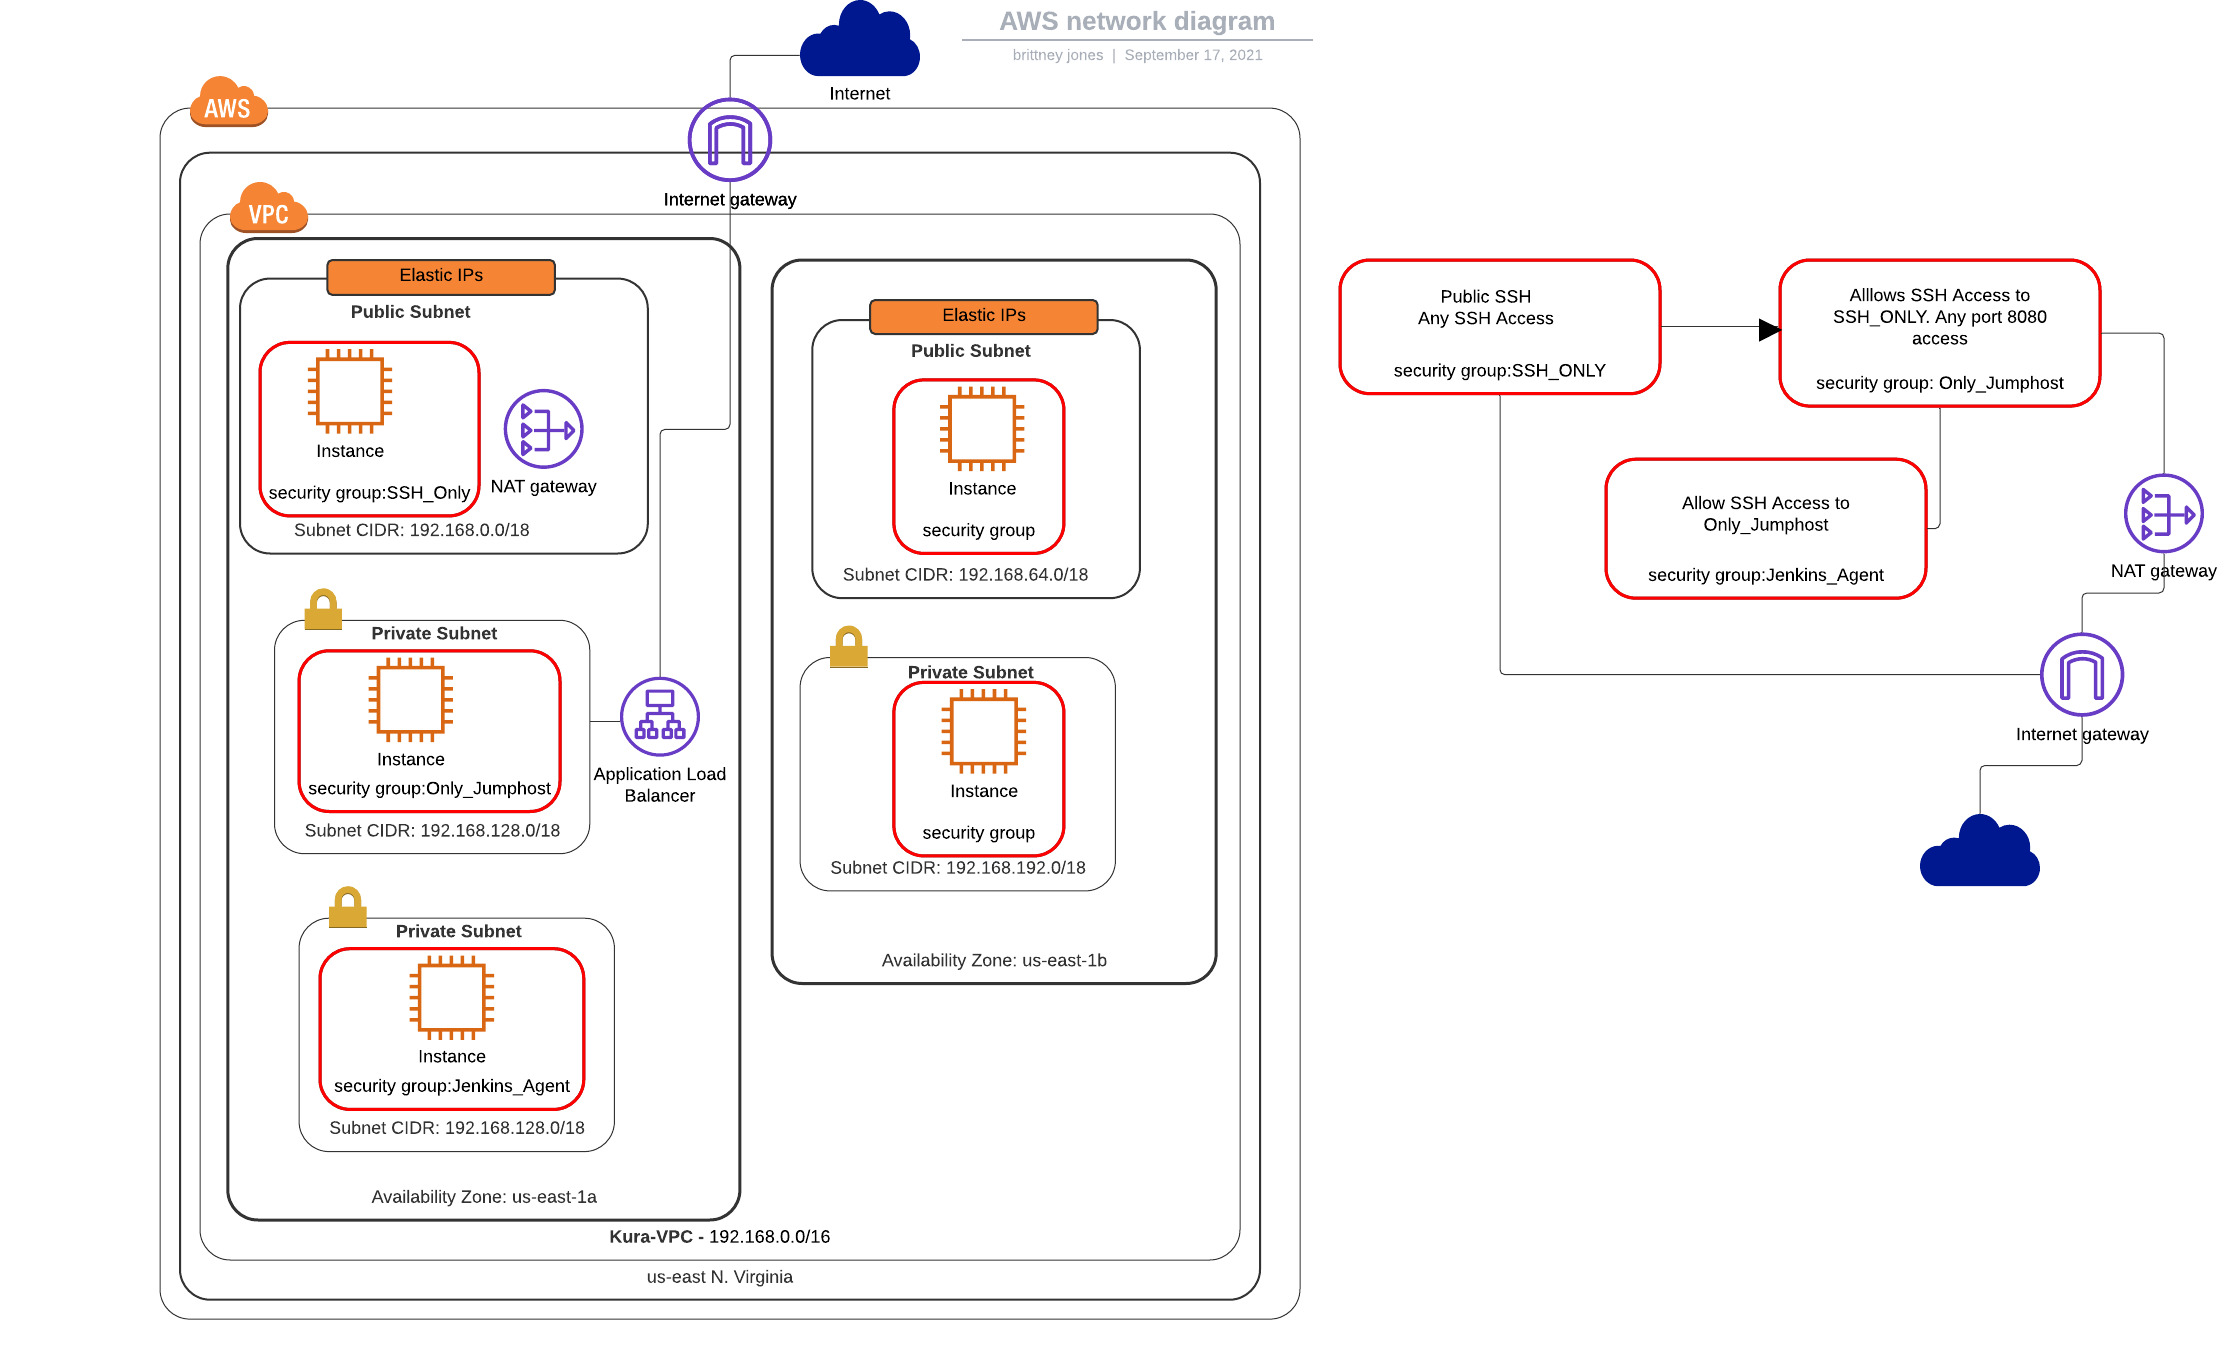 AWS network diagram
brittney jones | September 17, 2021
Internet
AWS
Internet gateway
VPC
Elastic IPs
Public Subnet
Instance
security group:SSH_Only
NAT gateway
Subnet CIDR: 192.168.0.0/18
Private Subnet
Instance
security group:Only_Jumphost
Subnet CIDR: 192.168.128.0/18
Application Load
Balancer
Private Subnet
Instance
security group:Jenkins_Agent
Subnet CIDR: 192.168.128.0/18
Availability Zone: us-east-1a
Elastic IPs
Public Subnet
Instance
security group
Subnet CIDR: 192.168.64.0/18
Private Subnet
Instance
security group
Subnet CIDR: 192.168.192.0/18
Availability Zone: us-east-1b
Kura-VPC - 192.168.0.0/16
us-east N. Virginia
Public SSH
Any SSH Access
security group:SSH_ONLY
Alllows SSH Access to
SSH_ONLY. Any port 8080
access
security group: Only_Jumphost
Allow SSH Access to
Only_Jumphost
security group:Jenkins_Agent
NAT gateway
Internet gateway